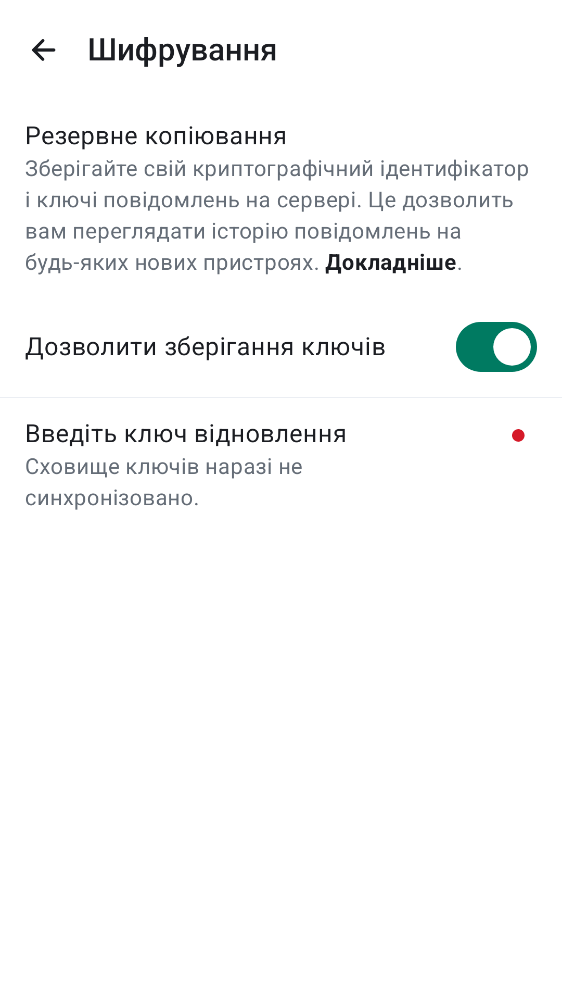 Шифрування
Резервне копіювання
Зберігайте свій криптографічний ідентифікатор
і ключі повідомлень на сервері. Це дозволить
вам переглядати історію повідомлень на
будь-яких нових пристроях. Докладніше.
Дозволити зберігання ключів
Введіть ключ відновлення
Сховище ключів наразі не
синхронізовано.